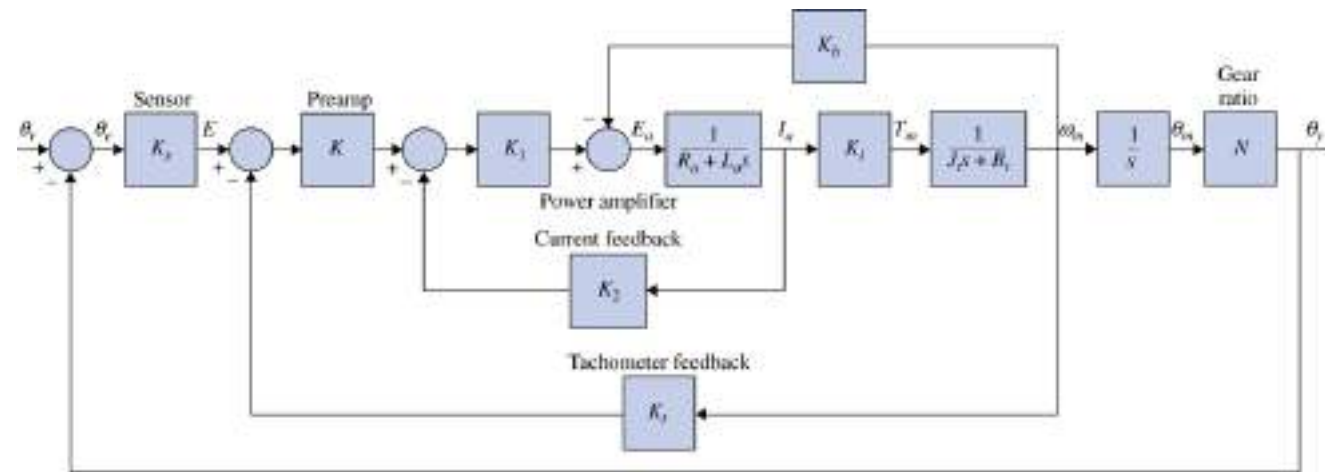 K_b
Gear
ratio
Sensor
Preamp
θ_r
θ_e
K_s
E
K
K_1
E_a
1
R_a + L_a s
I_a
K_i
T_m
1
J_t s + B_t
ω_m
1
s
θ_m
N
+
−
+
−
+
−
+
−
Power amplifier
Current feedback
K_2
Tachometer feedback
K_t